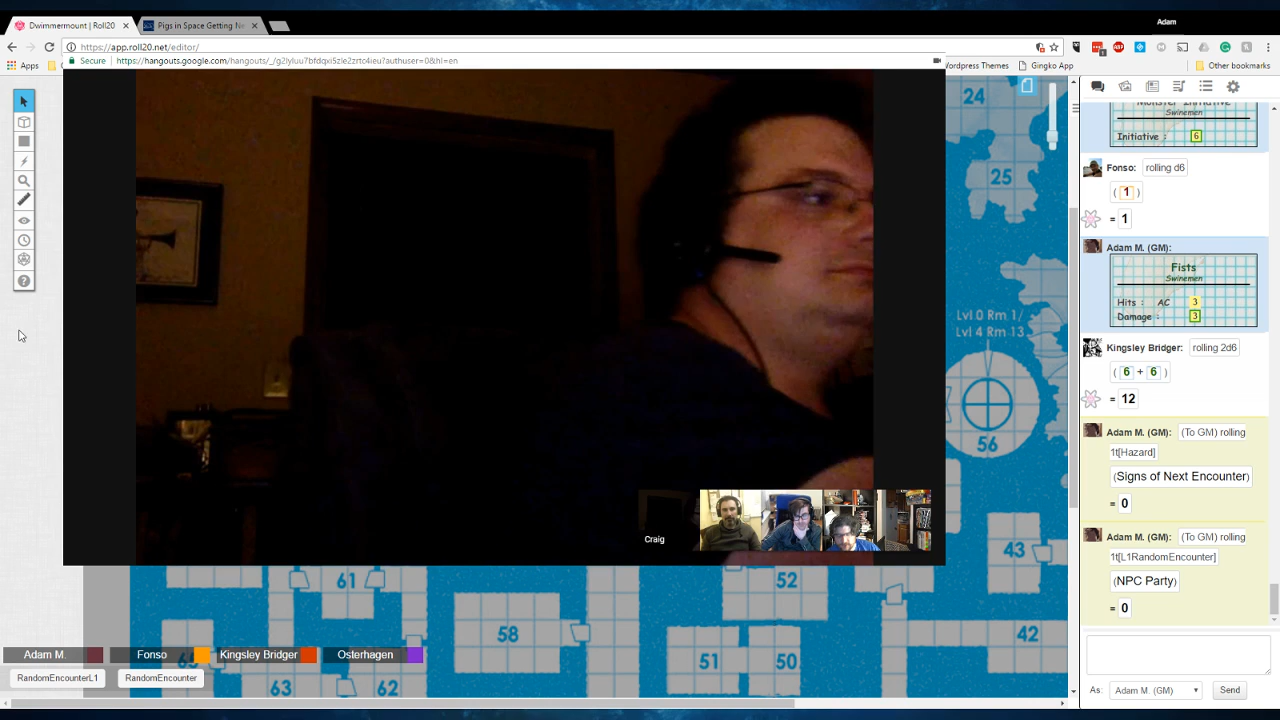 Adam
Dwimmermount | Roll20
Pigs in Space Getting Ne
https://app.roll20.net/editor/
Secure
https://hangouts.google.com/hangouts/_/
?authuser=0&hl=en
Apps
Wordpress Themes
Gingko App
Other bookmarks
24
25
Lvl 0 Rm 1/
Lvl 4 Rm 13
56
Craig
61
52
43
58
42
51
50
63
62
Adam M.
Fonso
Kingsley Bridger
Osterhagen
RandomEncounterL1
RandomEncounter
Monster Initiative
Swinemen
Initiative : 6
Fonso: rolling d6
( 1 )
= 1
Adam M. (GM):
Fists
Swinemen
Hits : AC 3
Damage : 3
Kingsley Bridger: rolling 2d6
( 6 + 6 )
= 12
Adam M. (GM): (To GM) rolling
1t[Hazard]
(Signs of Next Encounter)
= 0
Adam M. (GM): (To GM) rolling
1t[L1RandomEncounter]
(NPC Party)
= 0
As: Adam M. (GM) Send